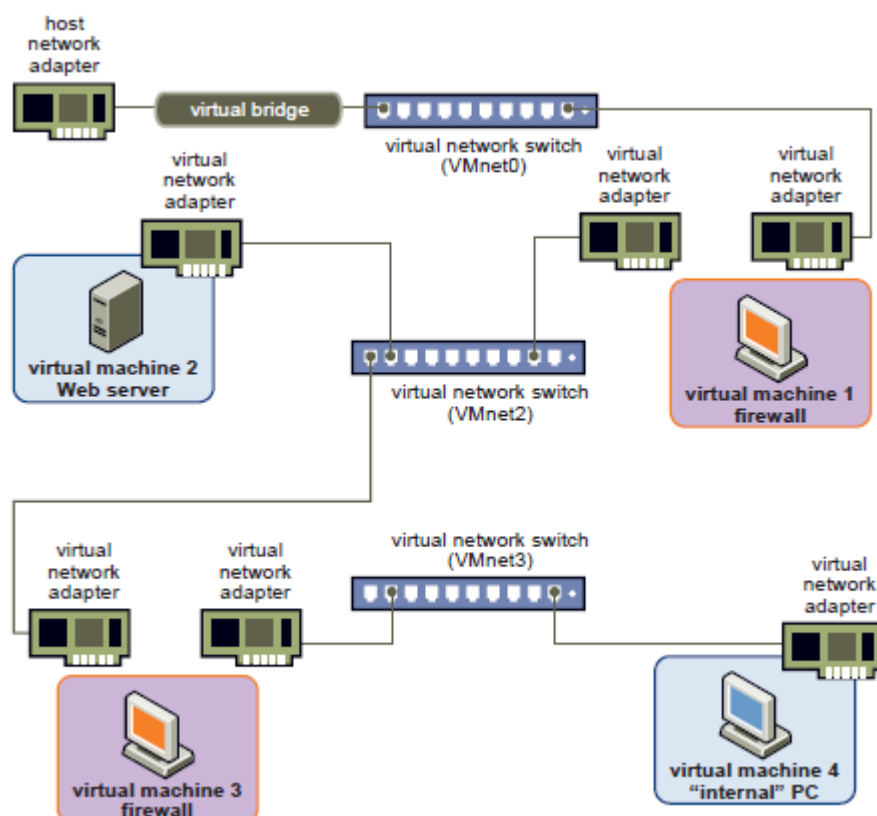 host
network
adapter
virtual bridge
virtual network switch
(VMnet0)
virtual
network
adapter
virtual
network
adapter
virtual
network
adapter
virtual machine 2
Web server
virtual network switch
(VMnet2)
virtual machine 1
firewall
virtual
network
adapter
virtual
network
adapter
virtual network switch
(VMnet3)
virtual
network
adapter
virtual machine 3
firewall
virtual machine 4
“internal” PC